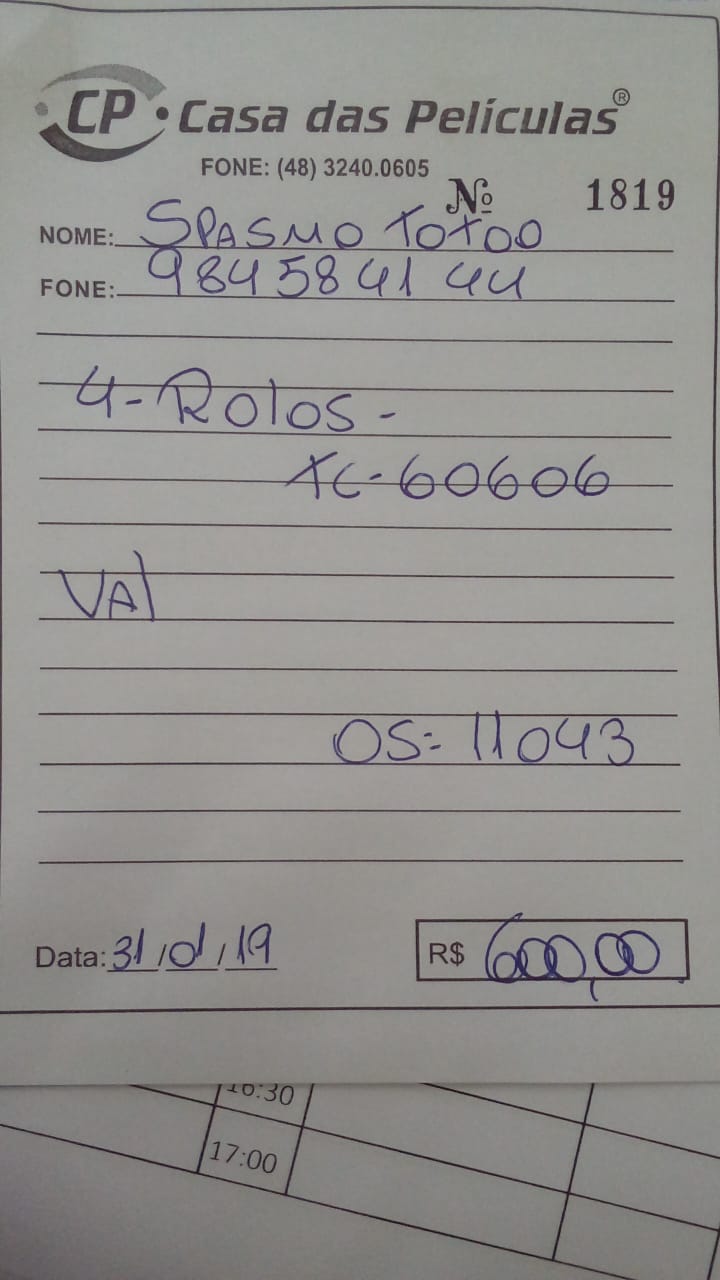 CP • Casa das Películas®
FONE: (48) 3240.0605
Nº 1819
NOME: SPASMO TOTOO
FONE: 984584144
4 - Rolos -
TC-60606
VAl
OS= 11043
Data: 31/01/19 R$ 600,00
16:30
17:00